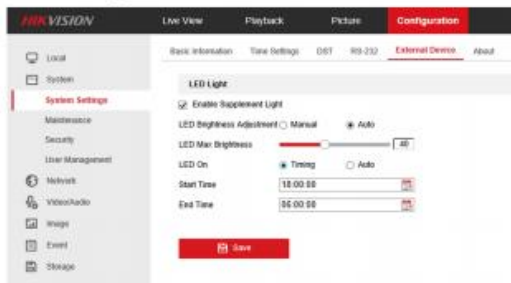 HIKVISION Live View Playback Picture Configuration
Local
System
System Settings
Maintenance
Security
User Management
Network
Video/Audio
Image
Event
Storage
Basic Information Time Settings DST RS-232 External Device About
LED Light
Enable Supplement Light
LED Brightness Adjustment Manual Auto
LED Max Brightness 40
LED On Timing Auto
Start Time 18:00:00
End Time 06:00:00
Save